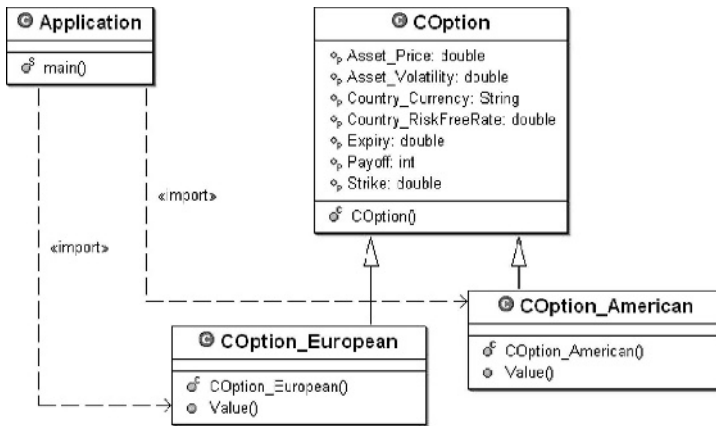 Application
main()
COption
Asset_Price: double
Asset_Volatility: double
Country_Currency: String
Country_RiskFreeRate: double
Expiry: double
Payoff: int
Strike: double
COption()
«import»
«import»
COption_American
COption_American()
Value()
COption_European
COption_European()
Value()